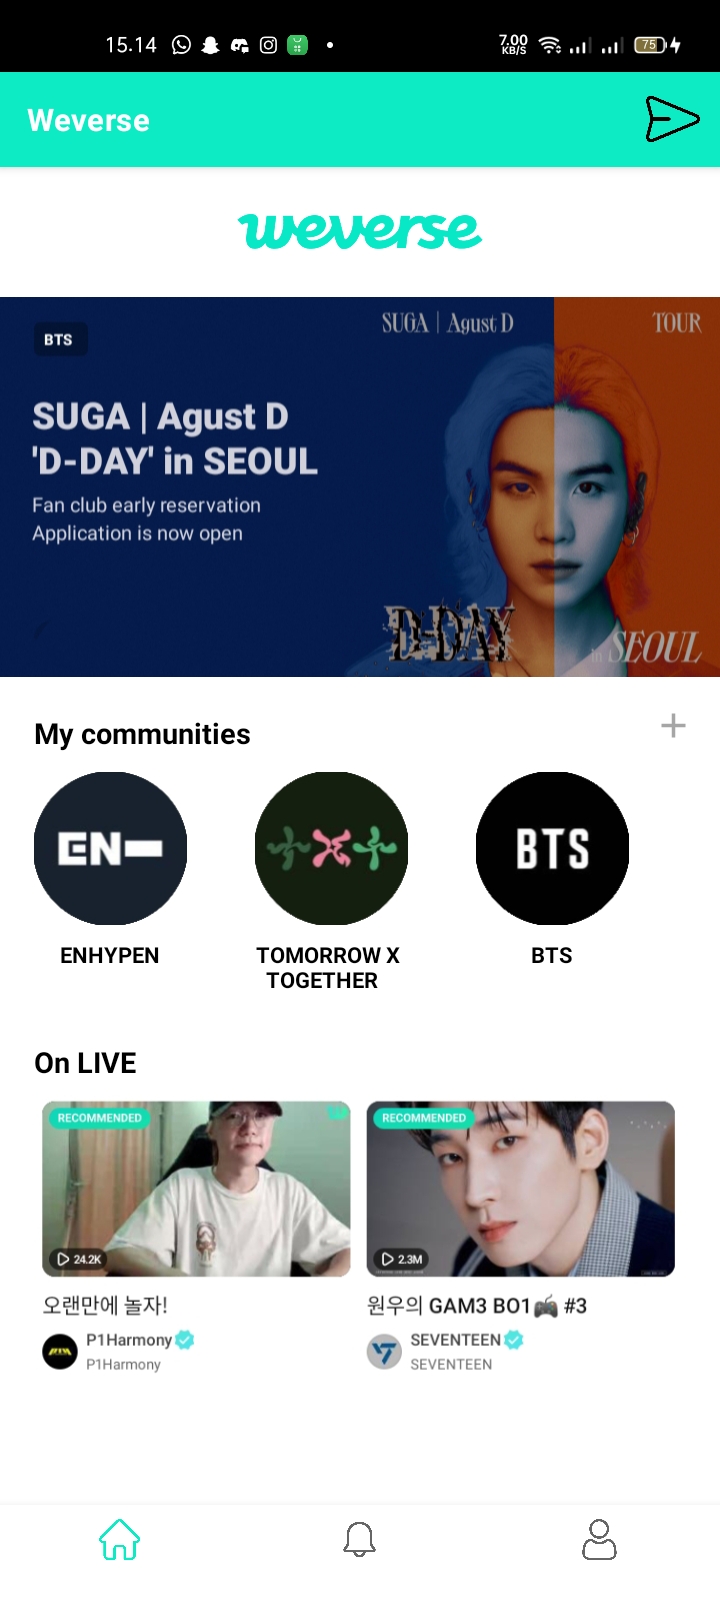 15.14
7.00
KB/S
75
Weverse
weverse
SUGA | Agust D
TOUR
BTS
SUGA | Agust D
'D-DAY' in SEOUL
Fan club early reservation
Application is now open
D-DAY
in SEOUL
My communities
EN-
BTS
ENHYPEN
TOMORROW X
TOGETHER
BTS
On LIVE
RECOMMENDED
RECOMMENDED
24.2K
2.3M
오랜만에 놀자!
원우의 GAM3 BO1🎮 #3
P1Harmony
P1Harmony
SEVENTEEN
SEVENTEEN